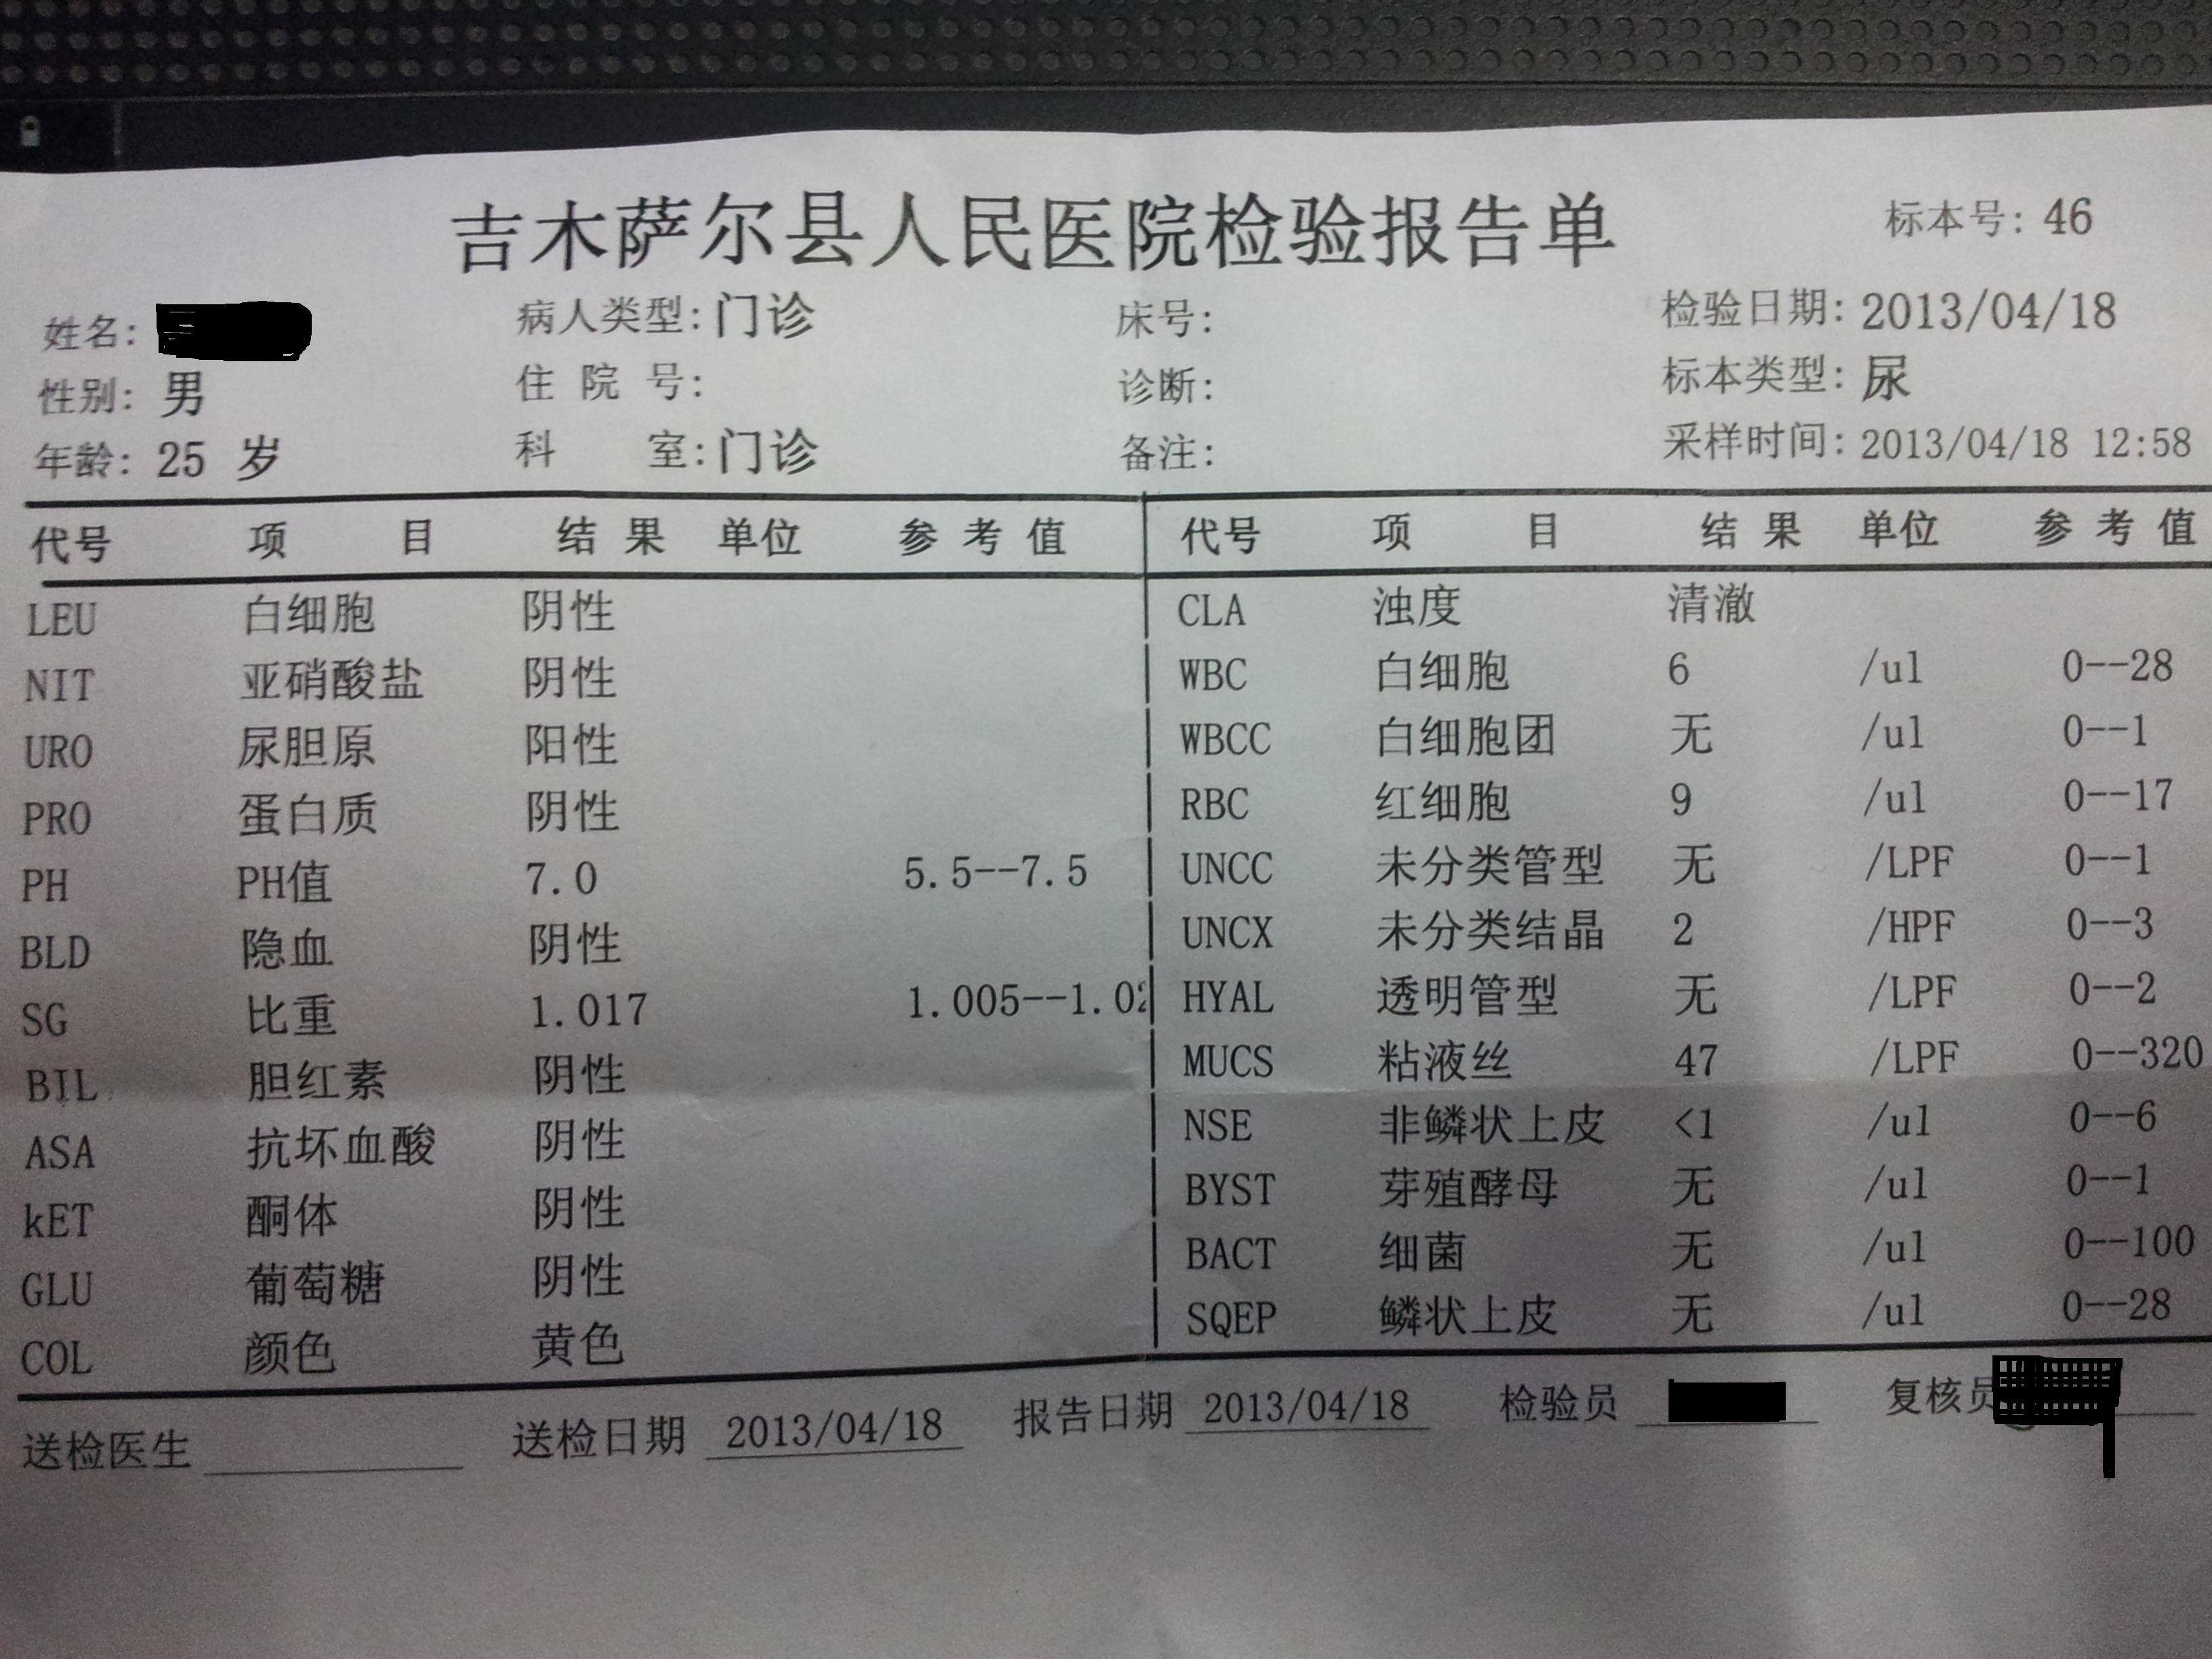 吉木萨尔县人民医院检验报告单 标本号: 46
姓名: 病人类型: 门诊 床号: 检验日期: 2013/04/18
性别: 男 住 院 号: 诊断: 标本类型: 尿
年龄: 25 岁 科 室: 门诊 备注: 采样时间: 2013/04/18 12:58
代号 项 目 结 果 单位 参 考 值 代号 项 目 结 果 单位 参 考 值
LEU 白细胞 阴性 CLA 浊度 清澈
NIT 亚硝酸盐 阴性 WBC 白细胞 6 /ul 0--28
URO 尿胆原 阳性 WBCC 白细胞团 无 /ul 0--1
PRO 蛋白质 阴性 RBC 红细胞 9 /ul 0--17
PH PH值 7.0 5.5--7.5 UNCC 未分类管型 无 /LPF 0--1
BLD 隐血 阴性 UNCX 未分类结晶 2 /HPF 0--3
SG 比重 1.017 1.005--1.02 HYAL 透明管型 无 /LPF 0--2
BIL 胆红素 阴性 MUCS 粘液丝 47 /LPF 0--320
ASA 抗坏血酸 阴性 NSE 非鳞状上皮 <1 /ul 0--6
kET 酮体 阴性 BYST 芽殖酵母 无 /ul 0--1
GLU 葡萄糖 阴性 BACT 细菌 无 /ul 0--100
COL 颜色 黄色 SQEP 鳞状上皮 无 /ul 0--28
送检医生 送检日期 2013/04/18 报告日期 2013/04/18 检验员 复核员